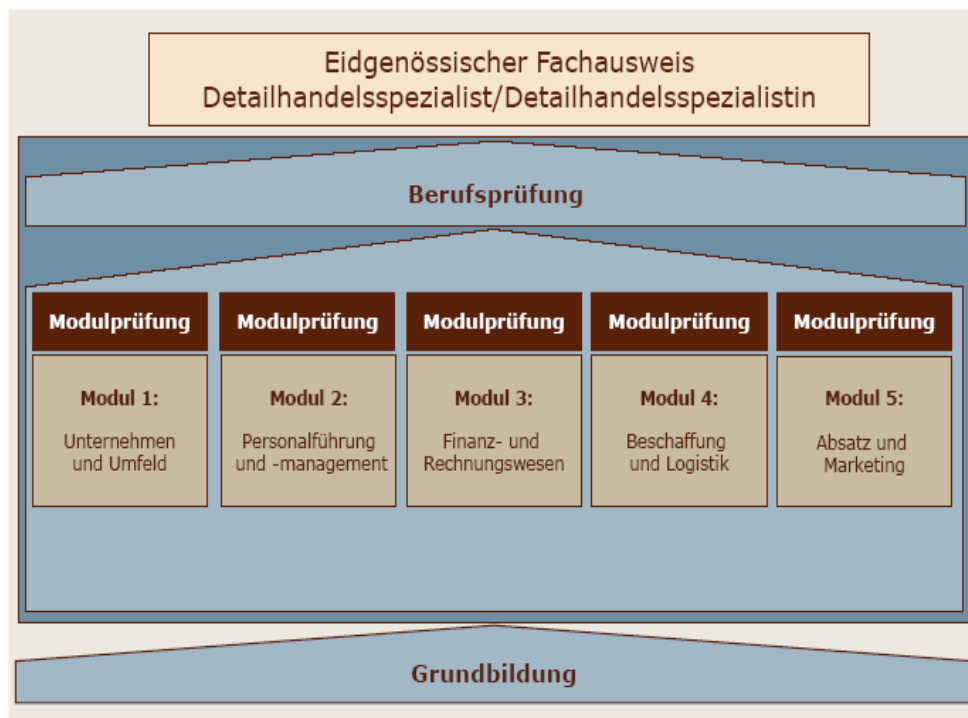 Eidgenössischer Fachausweis
Detailhandelsspezialist/Detailhandelsspezialistin
Berufsprüfung
Modulprüfung
Modulprüfung
Modulprüfung
Modulprüfung
Modulprüfung
Modul 1:
Unternehmen
und Umfeld
Modul 2:
Personalführung
und -management
Modul 3:
Finanz- und
Rechnungswesen
Modul 4:
Beschaffung
und Logistik
Modul 5:
Absatz und
Marketing
Grundbildung